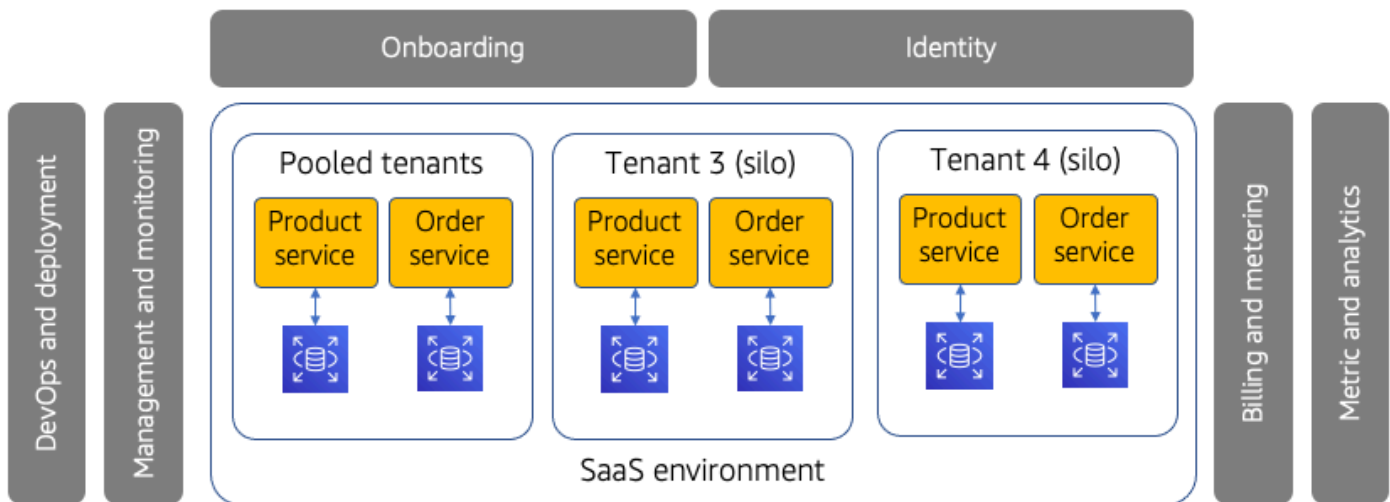 Onboarding
Identity
DevOps and deployment
Management and monitoring
Pooled tenants
Product
service
Order
service
Tenant 3 (silo)
Product
service
Order
service
Tenant 4 (silo)
Product
service
Order
service
SaaS environment
Billing and metering
Metric and analytics